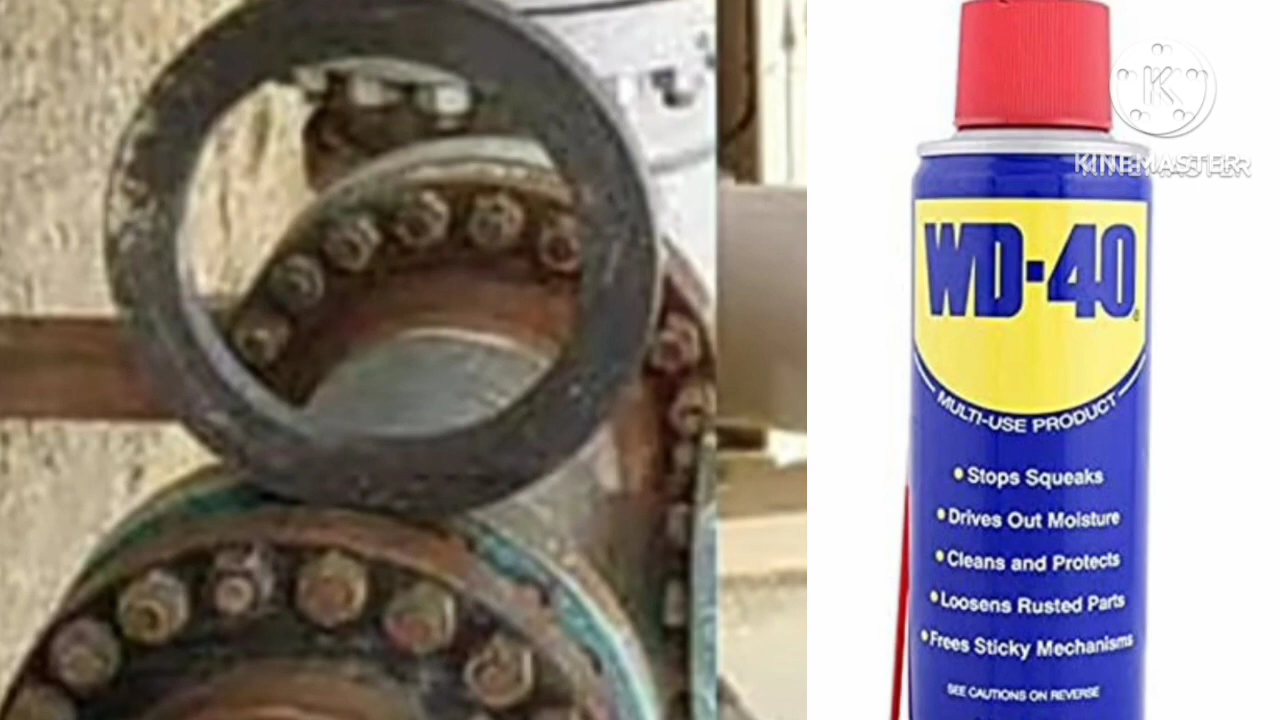 K
KINEMASTER
WD-40
MULTI-USE PRODUCT
• Stops Squeaks
• Drives Out Moisture
• Cleans and Protects
• Loosens Rusted Parts
• Frees Sticky Mechanisms
SEE CAUTIONS ON REVERSE